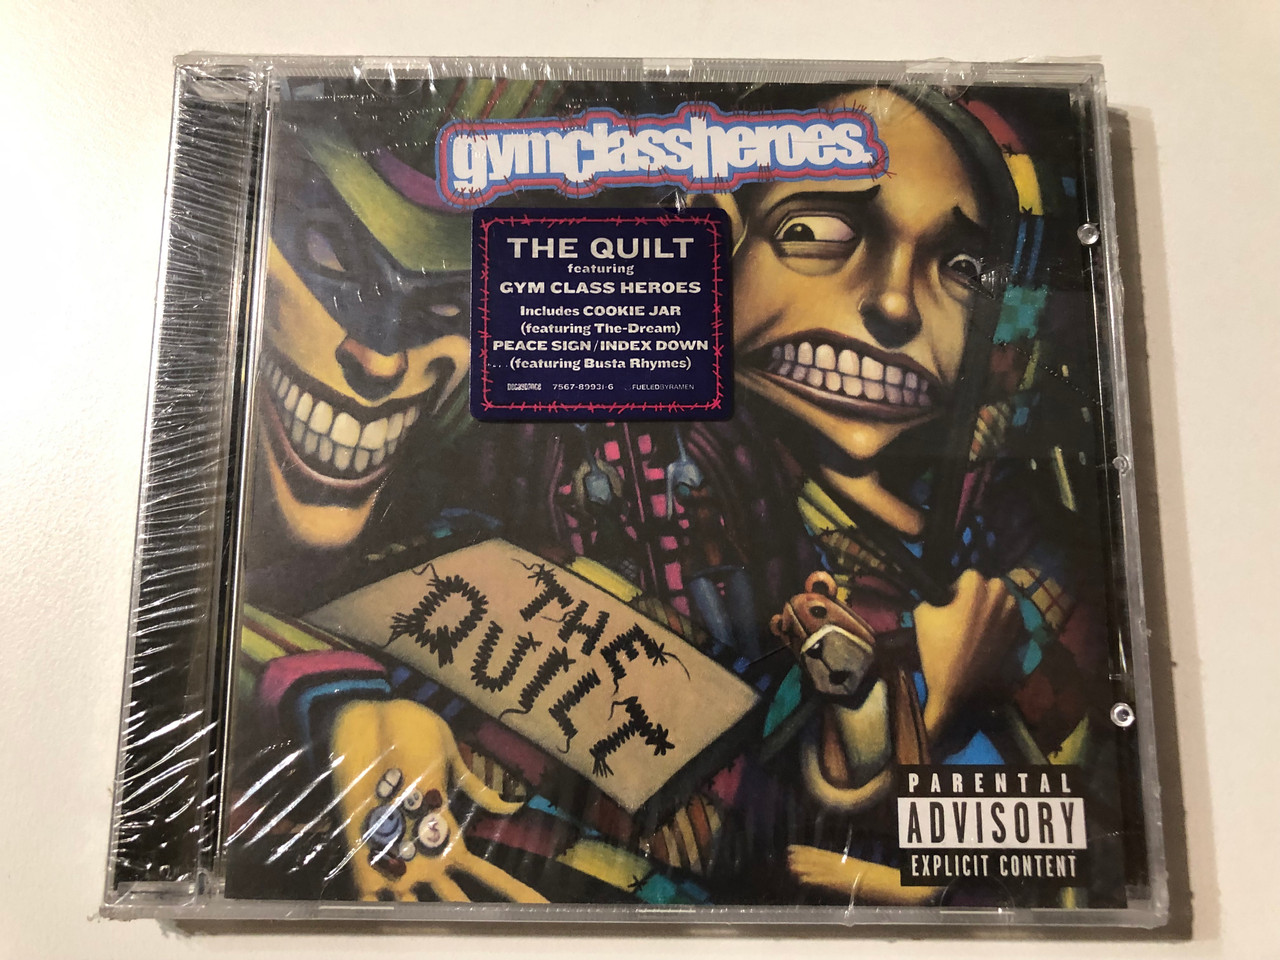 gymclassheroes.
THE QUILT
featuring
GYM CLASS HEROES
Includes COOKIE JAR
(featuring The-Dream)
PEACE SIGN/INDEX DOWN
(featuring Busta Rhymes)
Decaydance 7567-89931-6 FUELEDBYRAMEN
THE
QUILT
PARENTAL
ADVISORY
EXPLICIT CONTENT